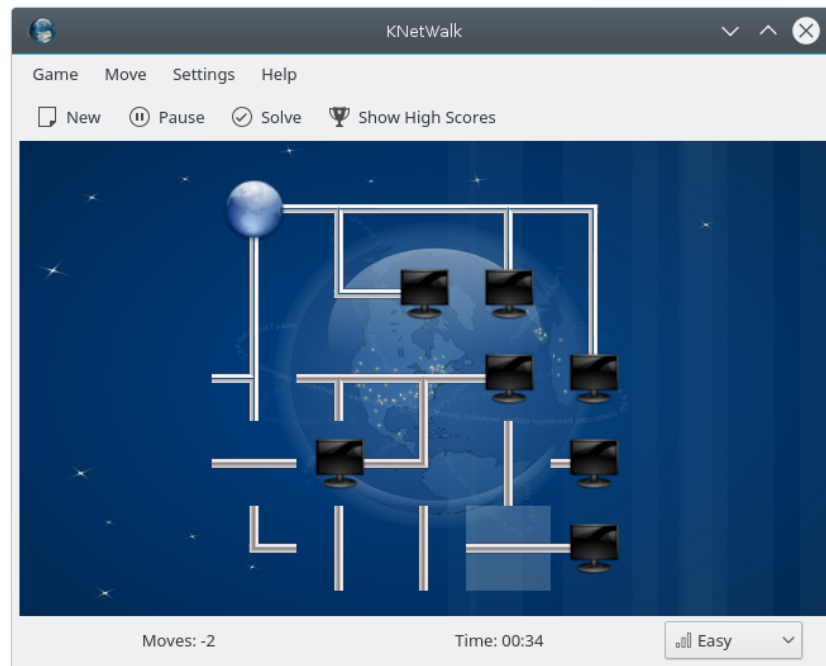 KNetWalk
Game Move Settings Help
New Pause Solve Show High Scores
Moves: -2 Time: 00:34 Easy